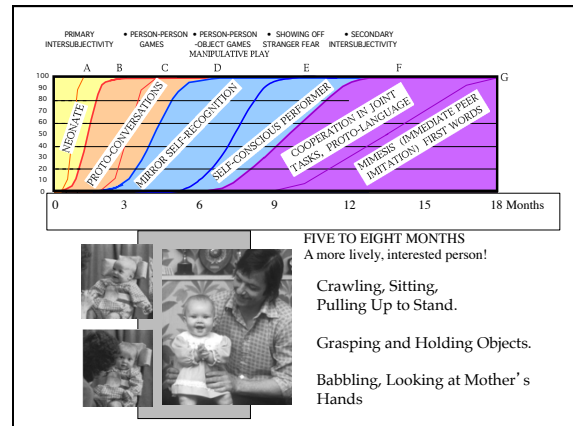 PRIMARY • PERSON-PERSON • PERSON-PERSON • SHOWING OFF • SECONDARY
INTERSUBJECTIVITY GAMES -OBJECT GAMES STRANGER FEAR INTERSUBJECTIVITY
MANIPULATIVE PLAY
A B C D E F
G
100
90
80
70
60
50
40
30
20
10
0
NEONATE
PROTO-CONVERSATIONS
MIRROR SELF-RECOGNITION
SELF-CONSCIOUS PERFORMER
COOPERATION IN JOINT
TASKS, PROTO-LANGUAGE
MIMESIS (IMMEDIATE PEER
IMITATION) FIRST WORDS
0 3 6 9 12 15 18 Months
FIVE TO EIGHT MONTHS
A more lively, interested person!
Crawling, Sitting,
Pulling Up to Stand.
Grasping and Holding Objects.
Babbling, Looking at Mother's
Hands